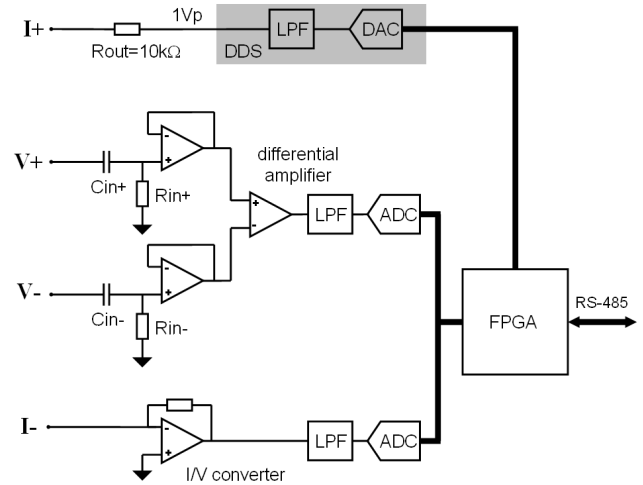 I+
1Vp
Rout=10kΩ
DDS
LPF
DAC
V+
Cin+
Rin+
-
+
differential
amplifier
+
-
LPF
ADC
V-
Cin-
Rin-
-
+
FPGA
RS-485
I-
-
+
I/V converter
LPF
ADC